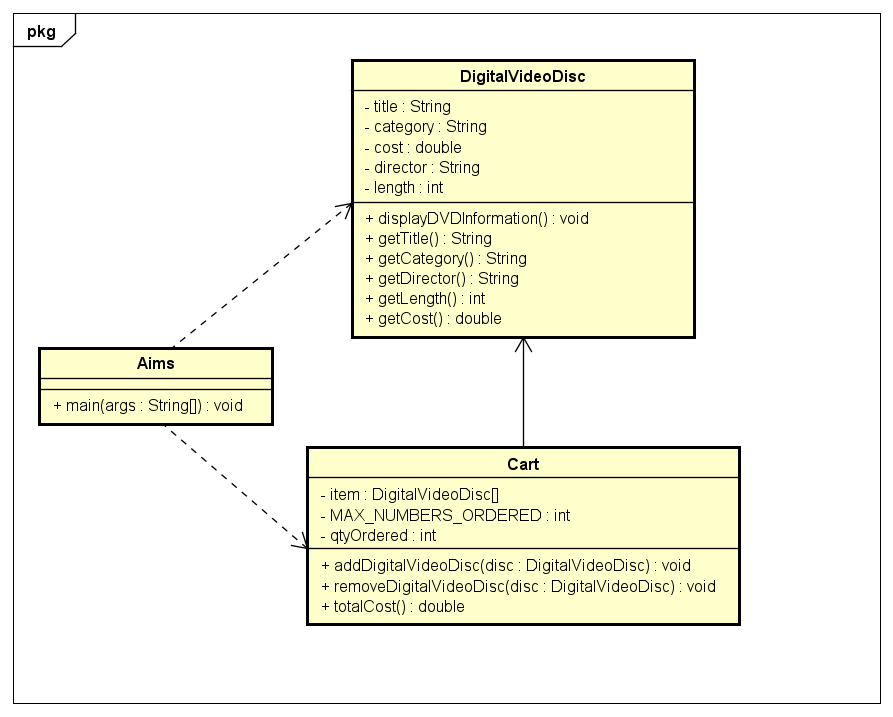 pkg
DigitalVideoDisc
- title : String
- category : String
- cost : double
- director : String
- length : int
+ displayDVDInformation() : void
+ getTitle() : String
+ getCategory() : String
+ getDirector() : String
+ getLength() : int
+ getCost() : double
Aims
+ main(args : String[]) : void
Cart
- item : DigitalVideoDisc[]
- MAX_NUMBERS_ORDERED : int
- qtyOrdered : int
+ addDigitalVideoDisc(disc : DigitalVideoDisc) : void
+ removeDigitalVideoDisc(disc : DigitalVideoDisc) : void
+ totalCost() : double